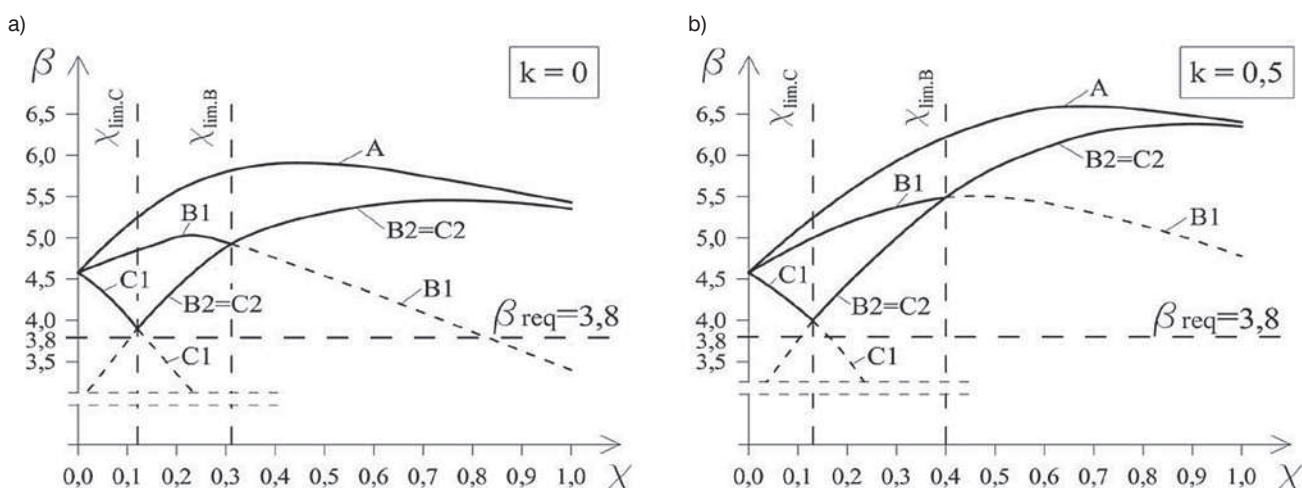 a)
β
χlim.C
χlim.B
k = 0
6,5
6,0
5,5
5,0
4,5
4,0
3,8
3,5
A
B1
B2=C2
C1
B2=C2
B1
βreq=3,8
C1
0,0 0,1 0,2 0,3 0,4 0,5 0,6 0,7 0,8 0,9 1,0 χ
b)
β
χlim.C
χlim.B
k = 0,5
6,5
6,0
5,5
5,0
4,5
4,0
3,8
3,5
A
B2=C2
B1
B1
C1
B2=C2
βreq=3,8
C1
0,0 0,1 0,2 0,3 0,4 0,5 0,6 0,7 0,8 0,9 1,0 χ